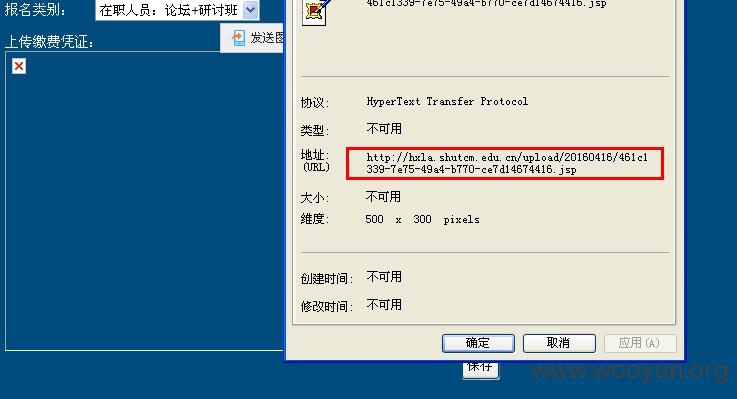 461c1339-7e75-49a4-b770-ce7d14674416.jsp
报名类别: 在职人员: 论坛+研讨班
上传缴费凭证: 发送图
协议: HyperText Transfer Protocol
类型: 不可用
地址: (URL) http://hxla.shutcm.edu.cn/upload/20160416/461c1
339-7e75-49a4-b770-ce7d14674416.jsp
大小: 不可用
维度: 500 x 300 pixels
创建时间: 不可用
修改时间: 不可用
确定 取消 应用(A)
保存
www.wooyun.org